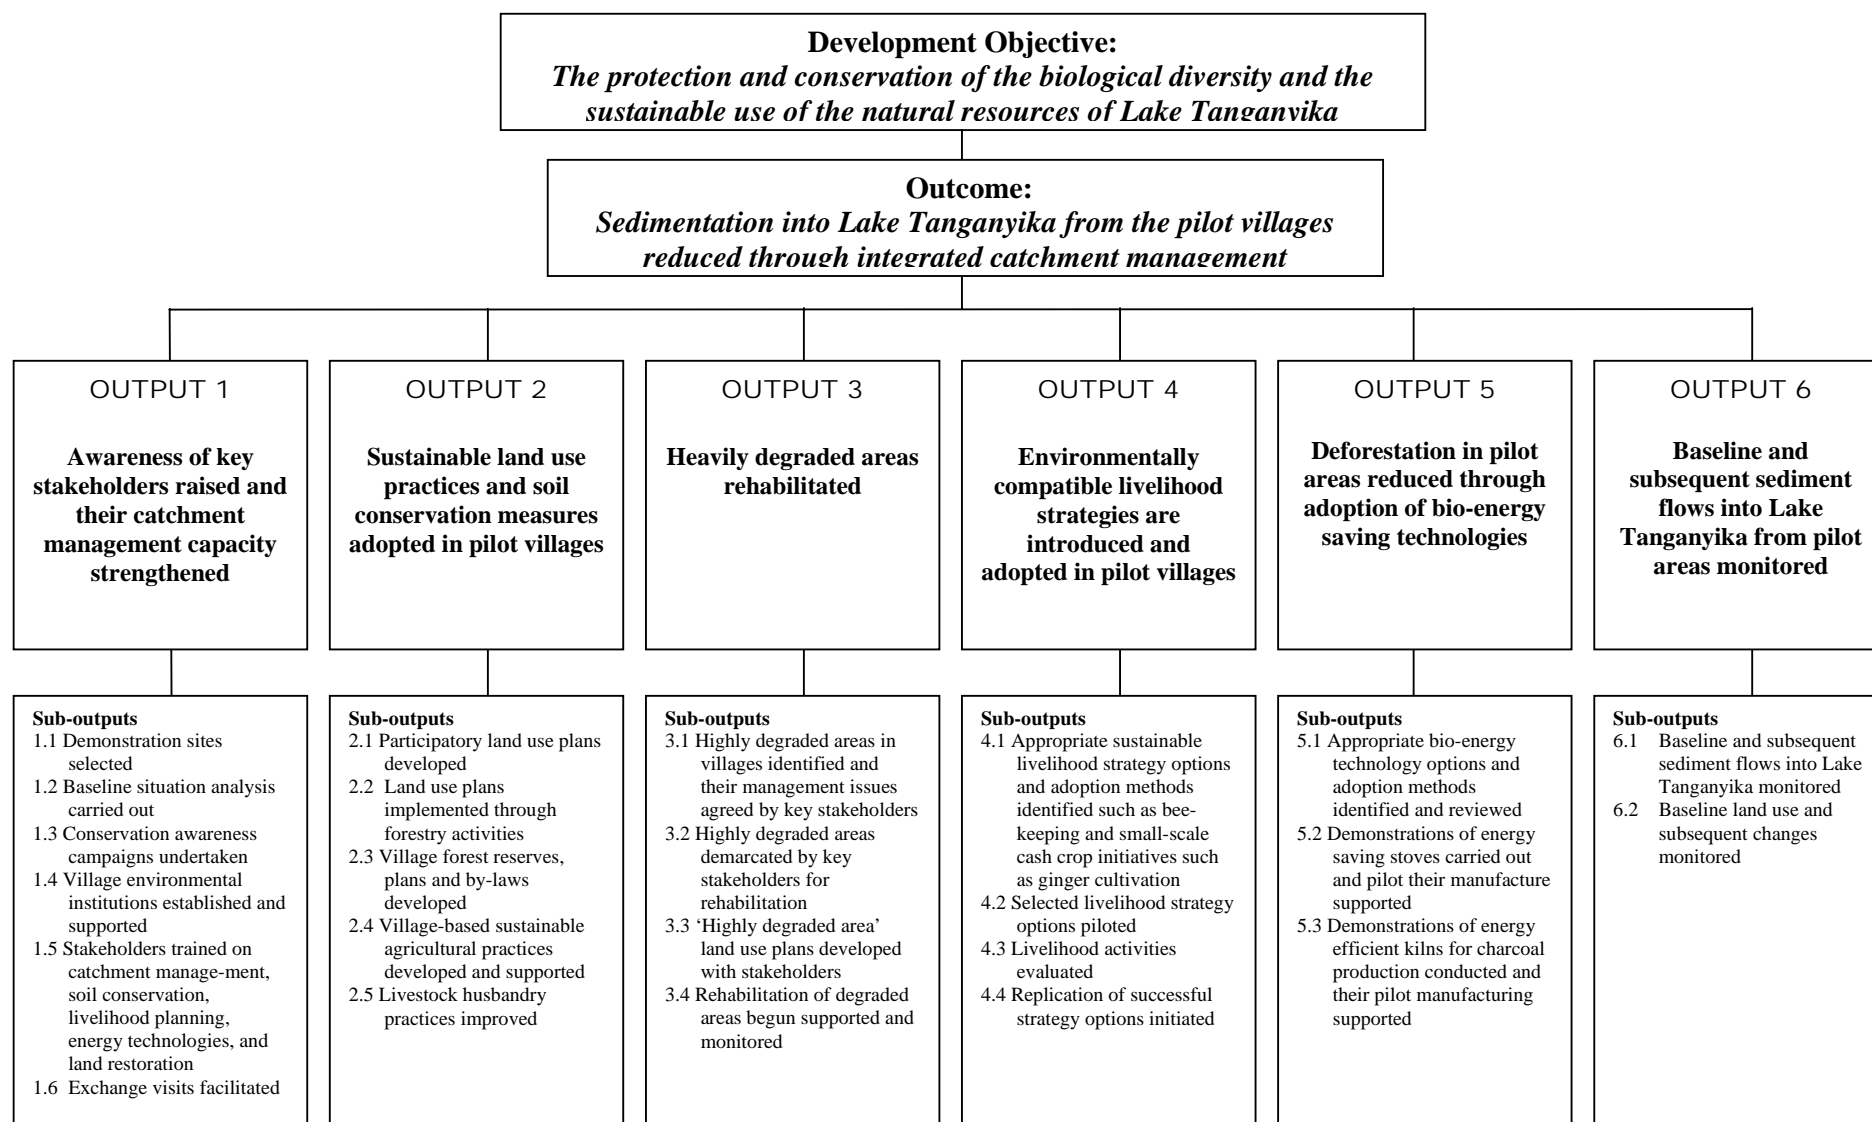 Development Objective:
The protection and conservation of the biological diversity and the
sustainable use of the natural resources of Lake Tanganyika
Outcome:
Sedimentation into Lake Tanganyika from the pilot villages
reduced through integrated catchment management
OUTPUT 1
Awareness of key
stakeholders raised and
their catchment
management capacity
strengthened
OUTPUT 2
Sustainable land use
practices and soil
conservation measures
adopted in pilot villages
OUTPUT 3
Heavily degraded areas
rehabilitated
OUTPUT 4
Environmentally
compatible livelihood
strategies are
introduced and
adopted in pilot villages
OUTPUT 5
Deforestation in pilot
areas reduced through
adoption of bio-energy
saving technologies
OUTPUT 6
Baseline and
subsequent sediment
flows into Lake
Tanganyika from pilot
areas monitored
Sub-outputs
1.1 Demonstration sites
selected
1.2 Baseline situation analysis
carried out
1.3 Conservation awareness
campaigns undertaken
1.4 Village environmental
institutions established and
supported
1.5 Stakeholders trained on
catchment manage-ment,
soil conservation,
livelihood planning,
energy technologies, and
land restoration
1.6 Exchange visits facilitated
Sub-outputs
2.1 Participatory land use plans
developed
2.2 Land use plans
implemented through
forestry activities
2.3 Village forest reserves,
plans and by-laws
developed
2.4 Village-based sustainable
agricultural practices
developed and supported
2.5 Livestock husbandry
practices improved
Sub-outputs
3.1 Highly degraded areas in
villages identified and
their management issues
agreed by key stakeholders
3.2 Highly degraded areas
demarcated by key
stakeholders for
rehabilitation
3.3 ‘Highly degraded area’
land use plans developed
with stakeholders
3.4 Rehabilitation of degraded
areas begun supported and
monitored
Sub-outputs
4.1 Appropriate sustainable
livelihood strategy options
and adoption methods
identified such as bee-
keeping and small-scale
cash crop initiatives such
as ginger cultivation
4.2 Selected livelihood strategy
options piloted
4.3 Livelihood activities
evaluated
4.4 Replication of successful
strategy options initiated
Sub-outputs
5.1 Appropriate bio-energy
technology options and
adoption methods
identified and reviewed
5.2 Demonstrations of energy
saving stoves carried out
and pilot their manufacture
supported
5.3 Demonstrations of energy
efficient kilns for charcoal
production conducted and
their pilot manufacturing
supported
Sub-outputs
6.1 Baseline and subsequent
sediment flows into Lake
Tanganyika monitored
6.2 Baseline land use and
subsequent changes
monitored